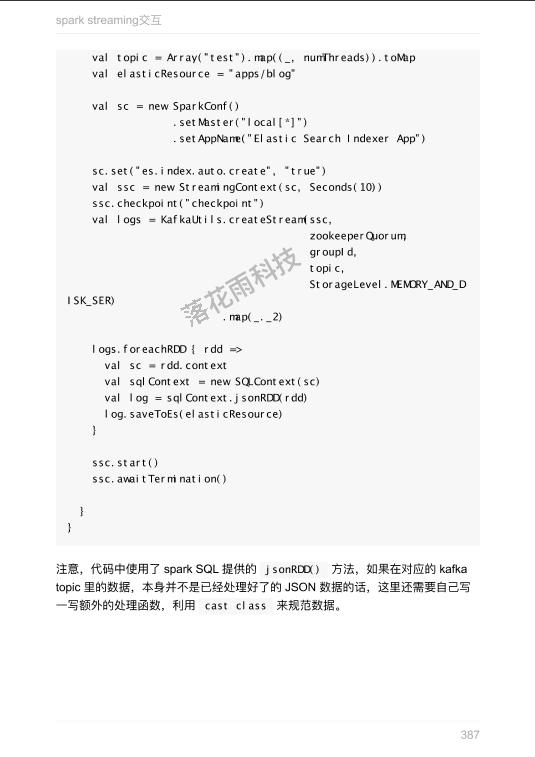 spark streaming交互
val topic = Array("test").map((_, numThreads)).toMap
val elasticResource = "apps/blog"
val sc = new SparkConf()
.setMaster("local[*]")
.setAppName("Elastic Search Indexer App")
sc.set("es.index.auto.create", "true")
val ssc = new StreamingContext(sc, Seconds(10))
ssc.checkpoint("checkpoint")
val logs = KafkaUtils.createStream(ssc,
zookeeperQuorum,
groupId,
topic,
StorageLevel.MEMORY_AND_D
ISK_SER)
.map(_._2)
logs.foreachRDD { rdd =>
val sc = rdd.context
val sqlContext = new SQLContext(sc)
val log = sqlContext.jsonRDD(rdd)
log.saveToEs(elasticResource)
}
ssc.start()
ssc.awaitTermination()
}
}
落花雨科技
注意，代码中使用了 spark SQL 提供的 jsonRDD() 方法，如果在对应的 kafka
topic 里的数据，本身并不是已经处理好了的 JSON 数据的话，这里还需要自己写
一写额外的处理函数，利用 cast class 来规范数据。
387